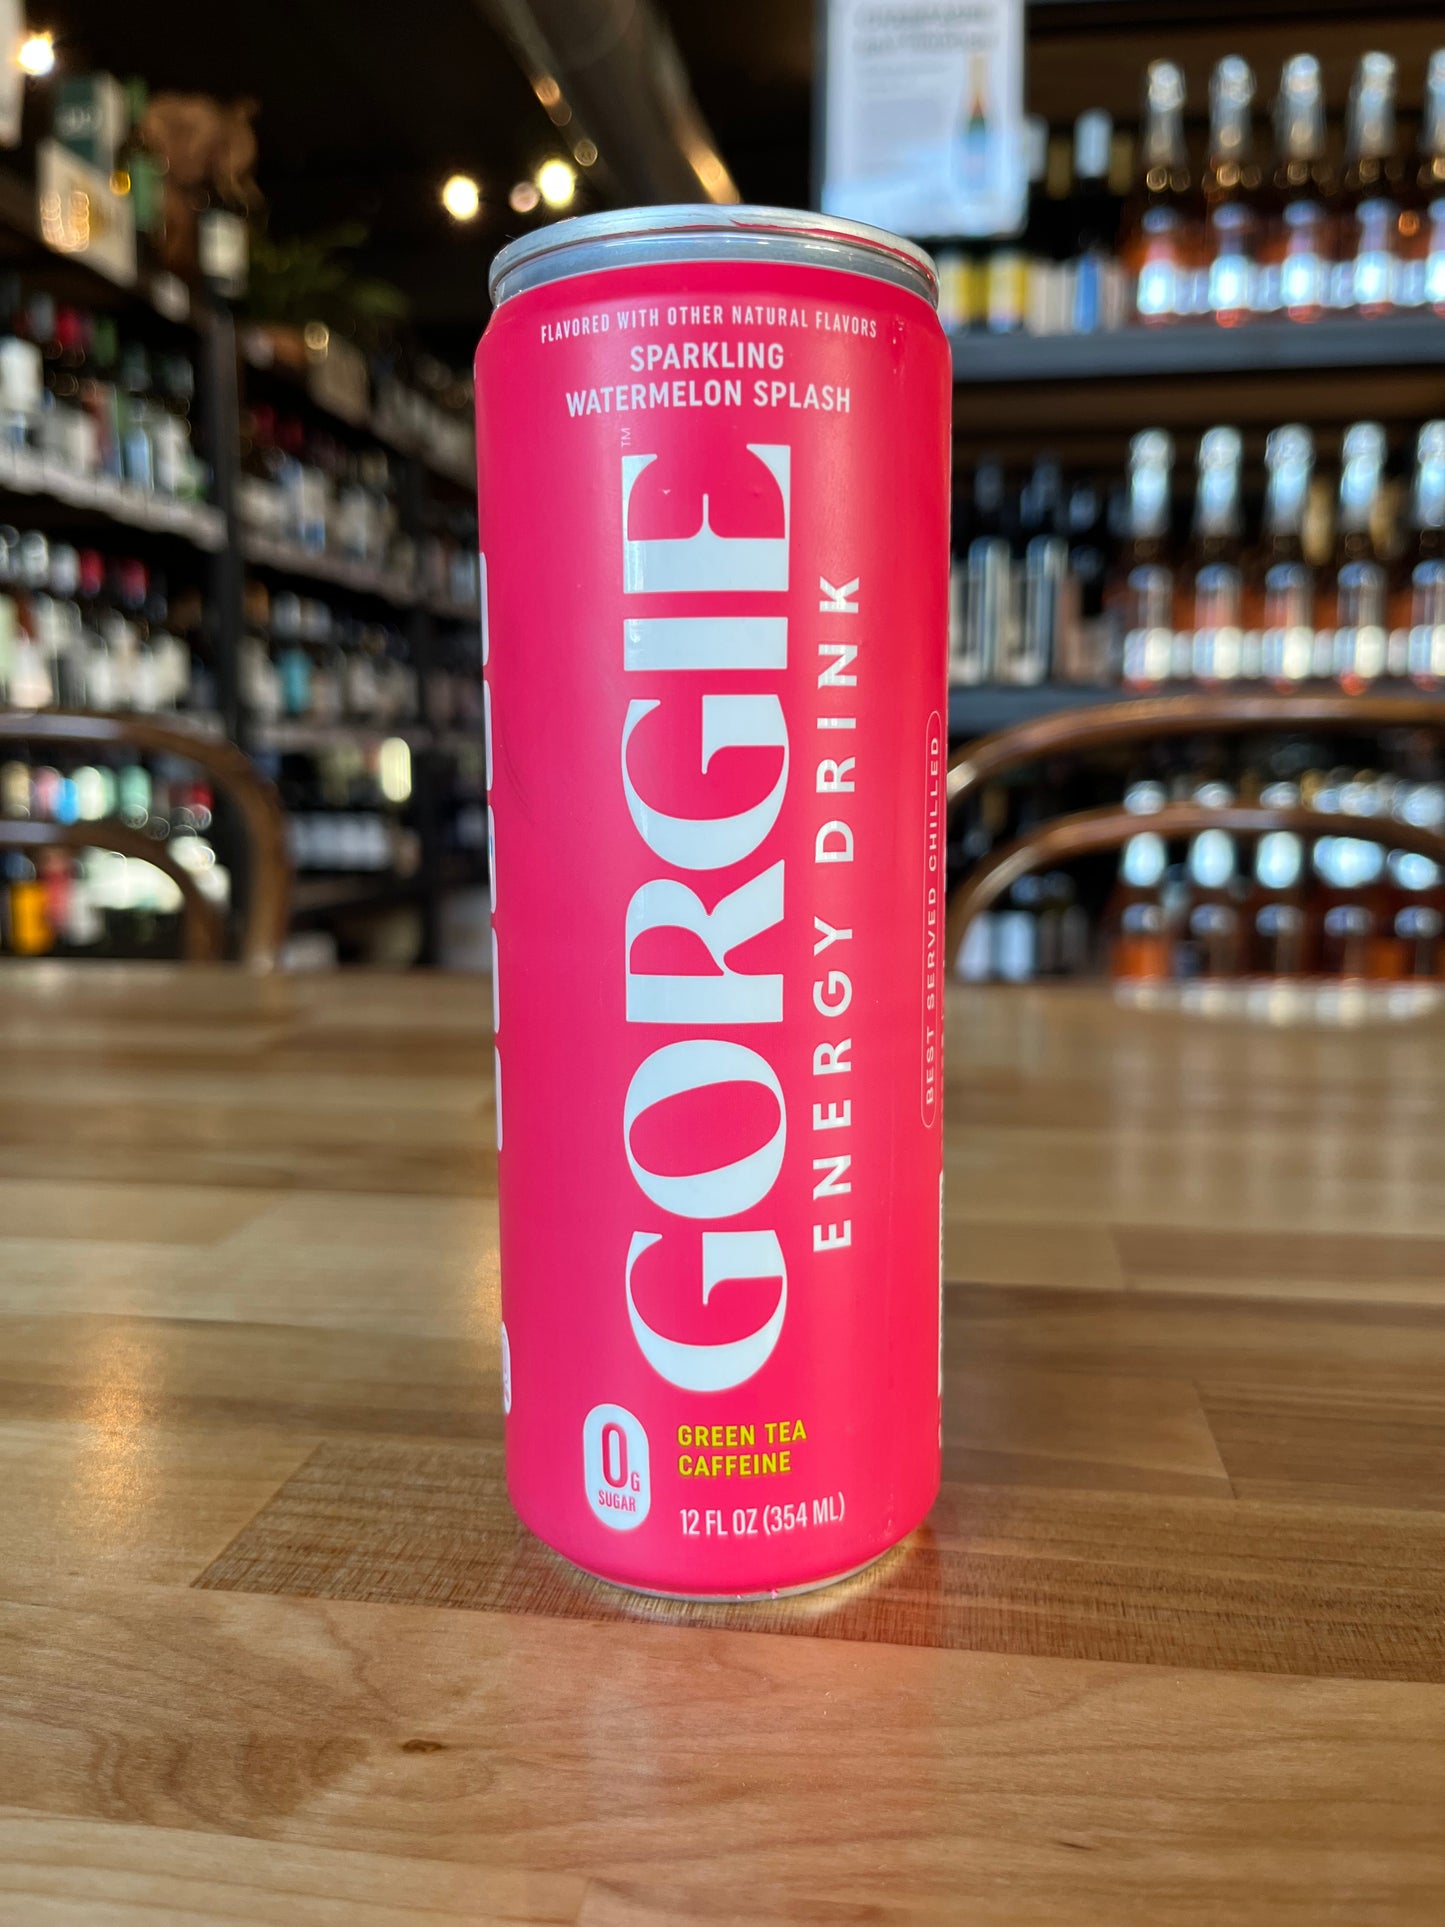 FLAVORED WITH OTHER NATURAL FLAVORS
SPARKLING
WATERMELON SPLASH
GORGIE™
ENERGY DRINK
BEST SERVED CHILLED
0G
SUGAR
GREEN TEA
CAFFEINE
12 FL OZ (354 ML)